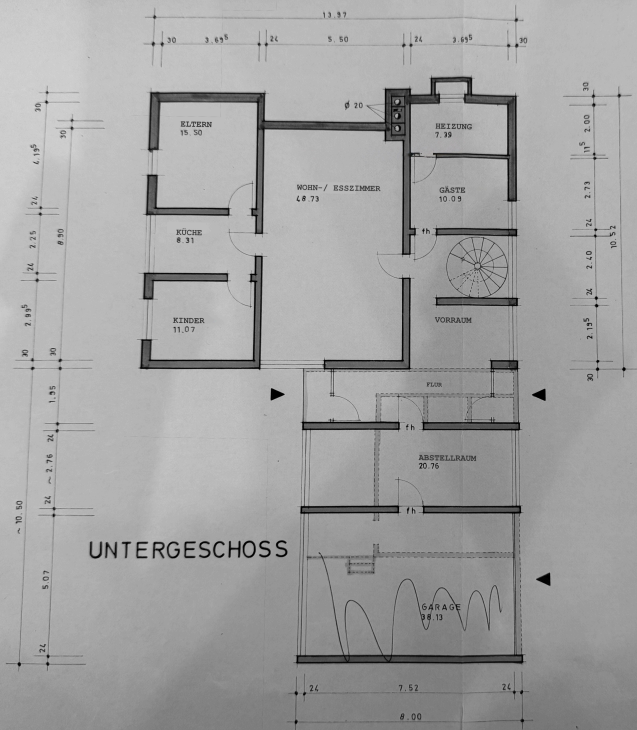 13.97
30 3.69⁵ 24 5.50 24 3.69⁵ 30
ø 20
ELTERN
15.50
HEIZUNG
7.39
WOHN-/ ESSZIMMER
48.73
GÄSTE
10.09
KÜCHE
8.31
fh
KINDER
11.07
VORRAUM
FLUR
fh
ABSTELLRAUM
20.76
fh
UNTERGESCHOSS
GARAGE
38.13
30
4.19⁵
24
2.25
24
2.99⁵
30
30
8.90
30
1.95
24
~ 2.76
24
5.07
24
~ 10.50
30
2.00
11⁵
2.73
24
2.40
24
2.19⁵
30
10.52
24 7.52 24
8.00